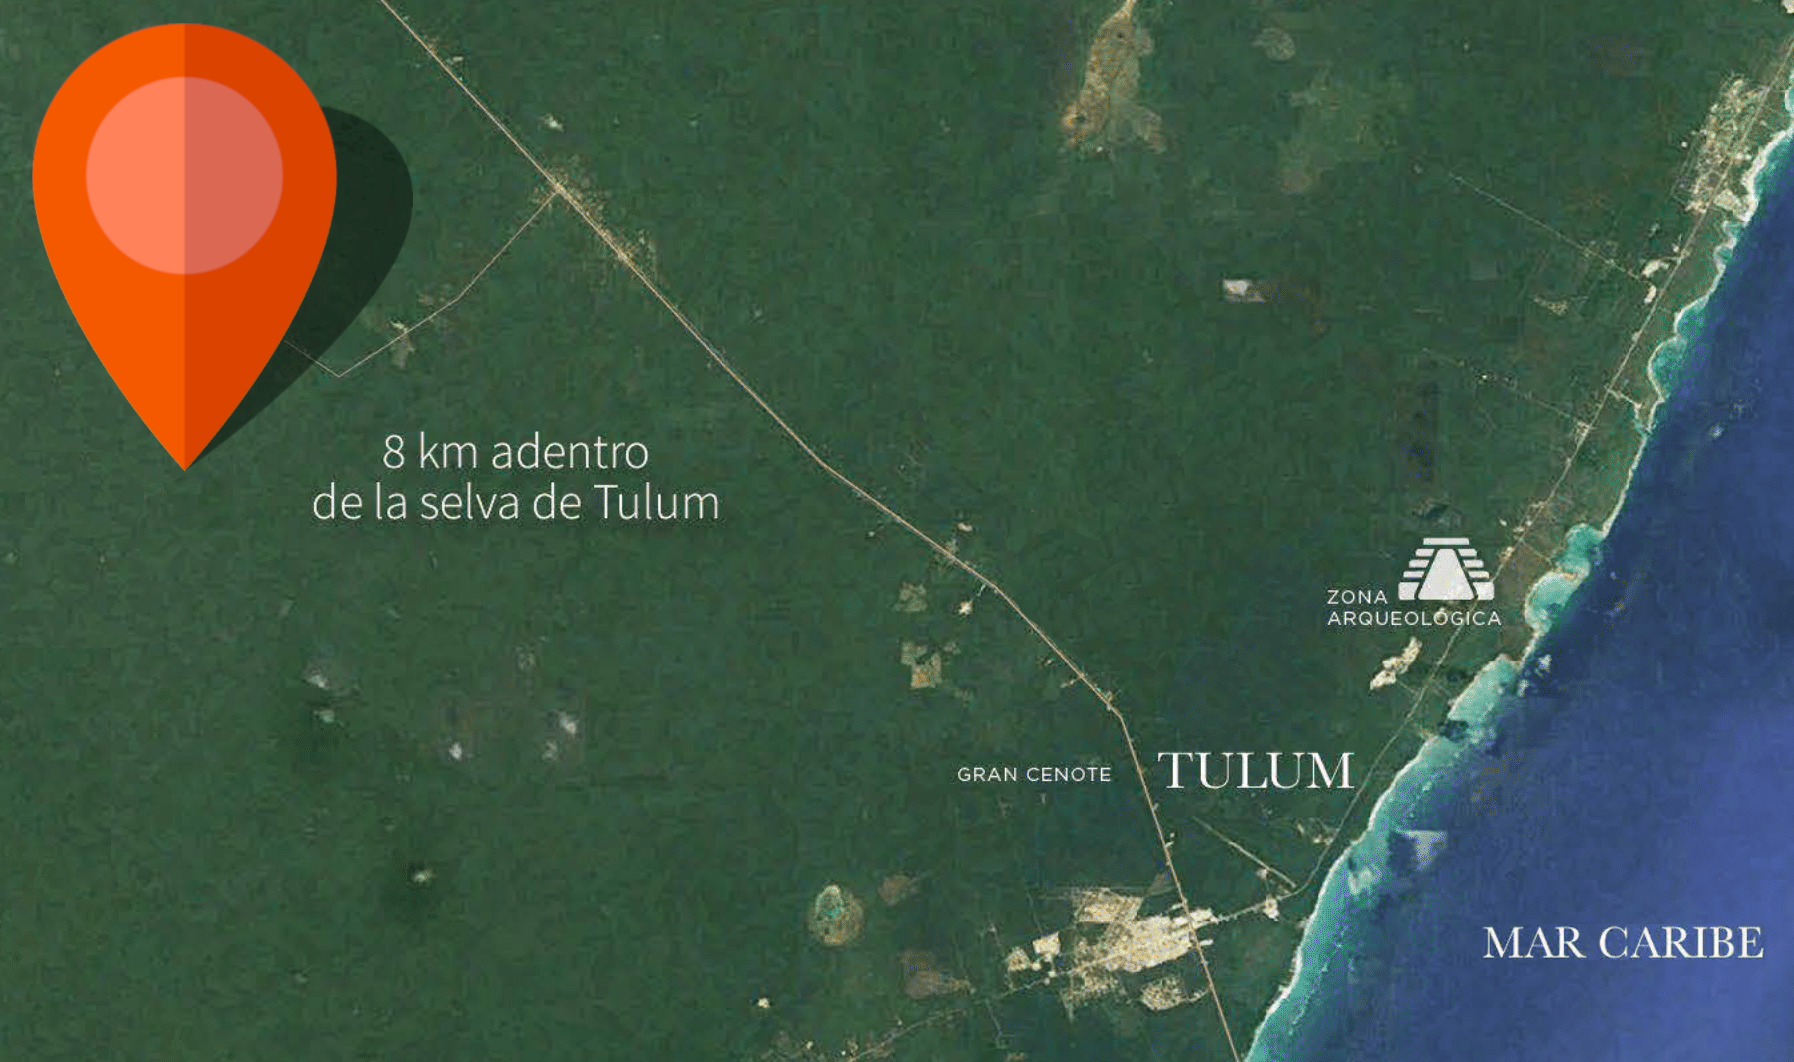 8 km adentro
de la selva de Tulum
ZONA
ARQUEOLÓGICA
GRAN CENOTE
TULUM
MAR CARIBE